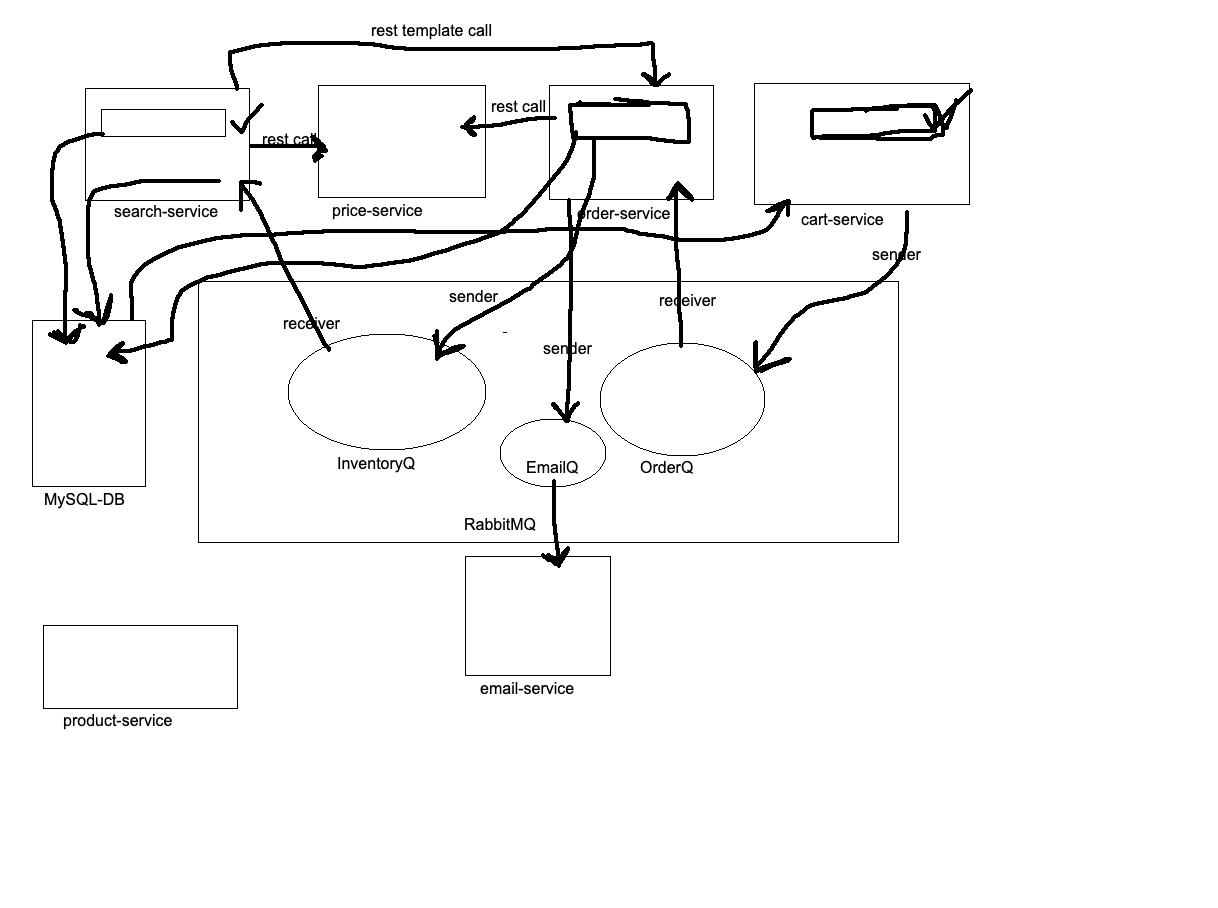 rest template call
rest call
rest call
search-service
price-service
order-service
cart-service
sender
sender
receiver
receiver
sender
InventoryQ
EmailQ
OrderQ
MySQL-DB
RabbitMQ
email-service
product-service